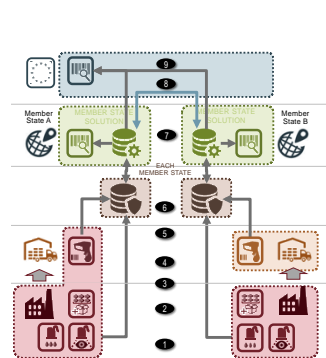 9
8
Member
State A
MEMBER STATE
SOLUTION
MEMBER STATE
SOLUTION
Member
State B
7
EACH
MEMBER STATE
6
5
4
3
2
1